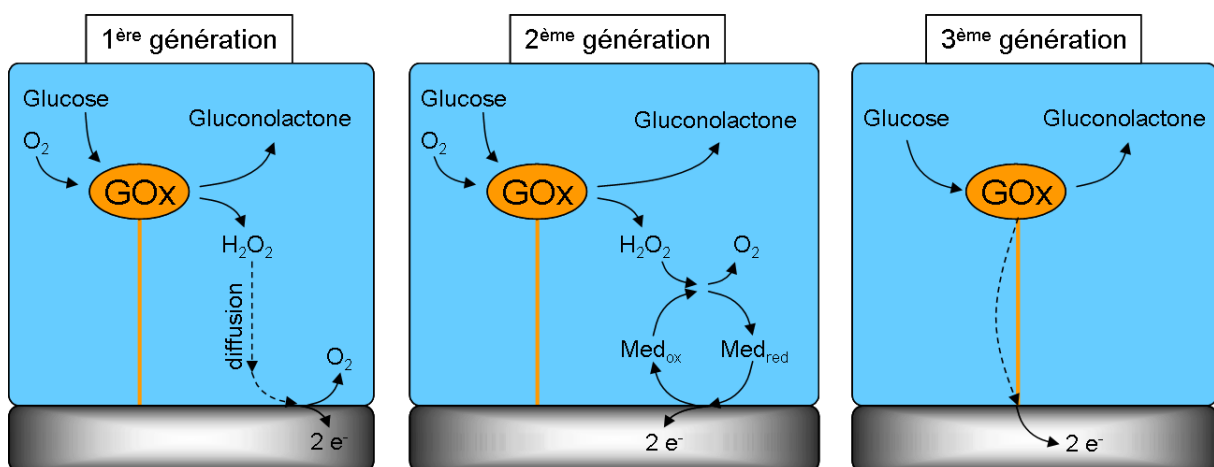 1ère génération
Glucose
O₂
Gluconolactone
GOx
H₂O₂
diffusion
O₂
2 e⁻
2ème génération
Glucose
O₂
Gluconolactone
GOx
H₂O₂
O₂
Medox
Medred
2 e⁻
3ème génération
Glucose
Gluconolactone
GOx
2 e⁻